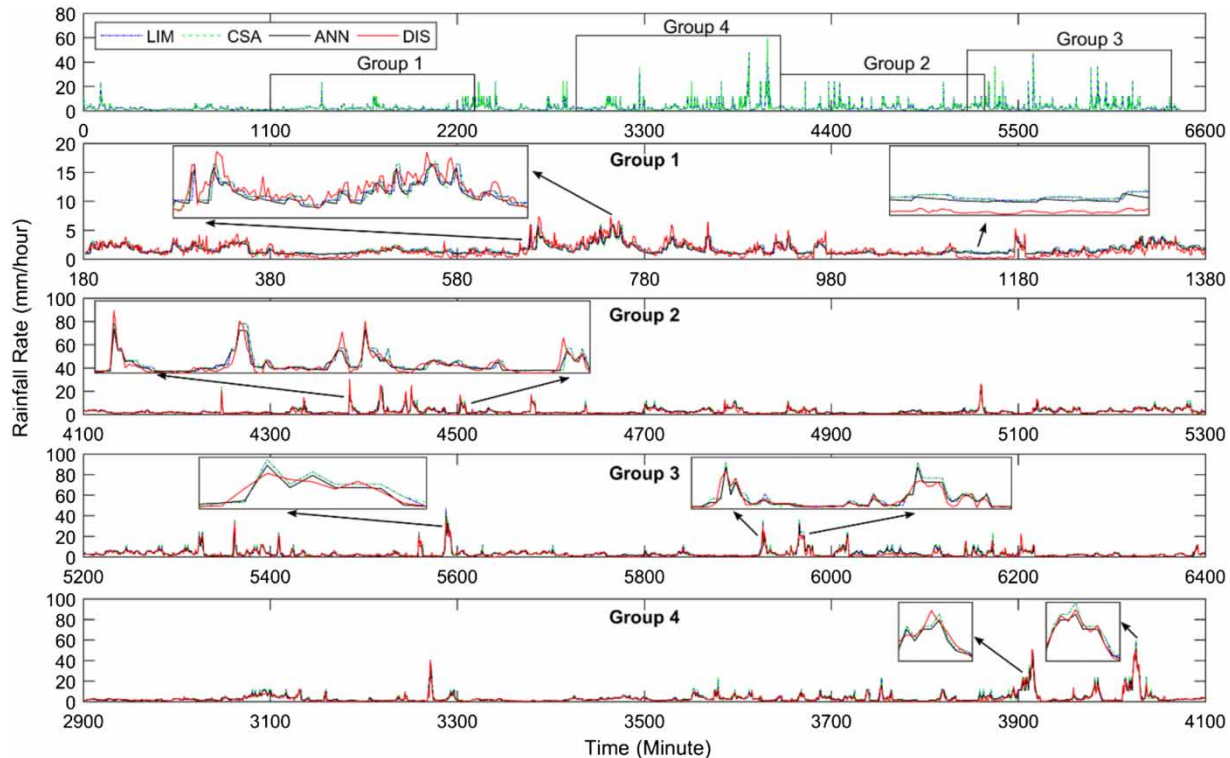 80
60
40
20
0
LIM CSA ANN DIS
Group 1
Group 4
Group 2
Group 3
0 1100 2200 3300 4400 5500 6600
20
15
10
5
0
Group 1
180 380 580 780 980 1180 1380
100
80
60
40
20
0
Group 2
4100 4300 4500 4700 4900 5100 5300
100
80
60
40
20
0
Group 3
5200 5400 5600 5800 6000 6200 6400
100
80
60
40
20
0
Group 4
2900 3100 3300 3500 3700 3900 4100
Rainfall Rate (mm/hour)
Time (Minute)